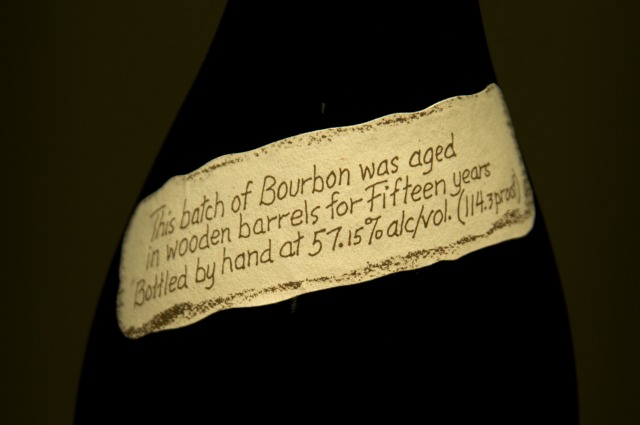 This batch of Bourbon was aged
in wooden barrels for Fifteen years
Bottled by hand at 57.15% alc/vol. (114.3 proof)